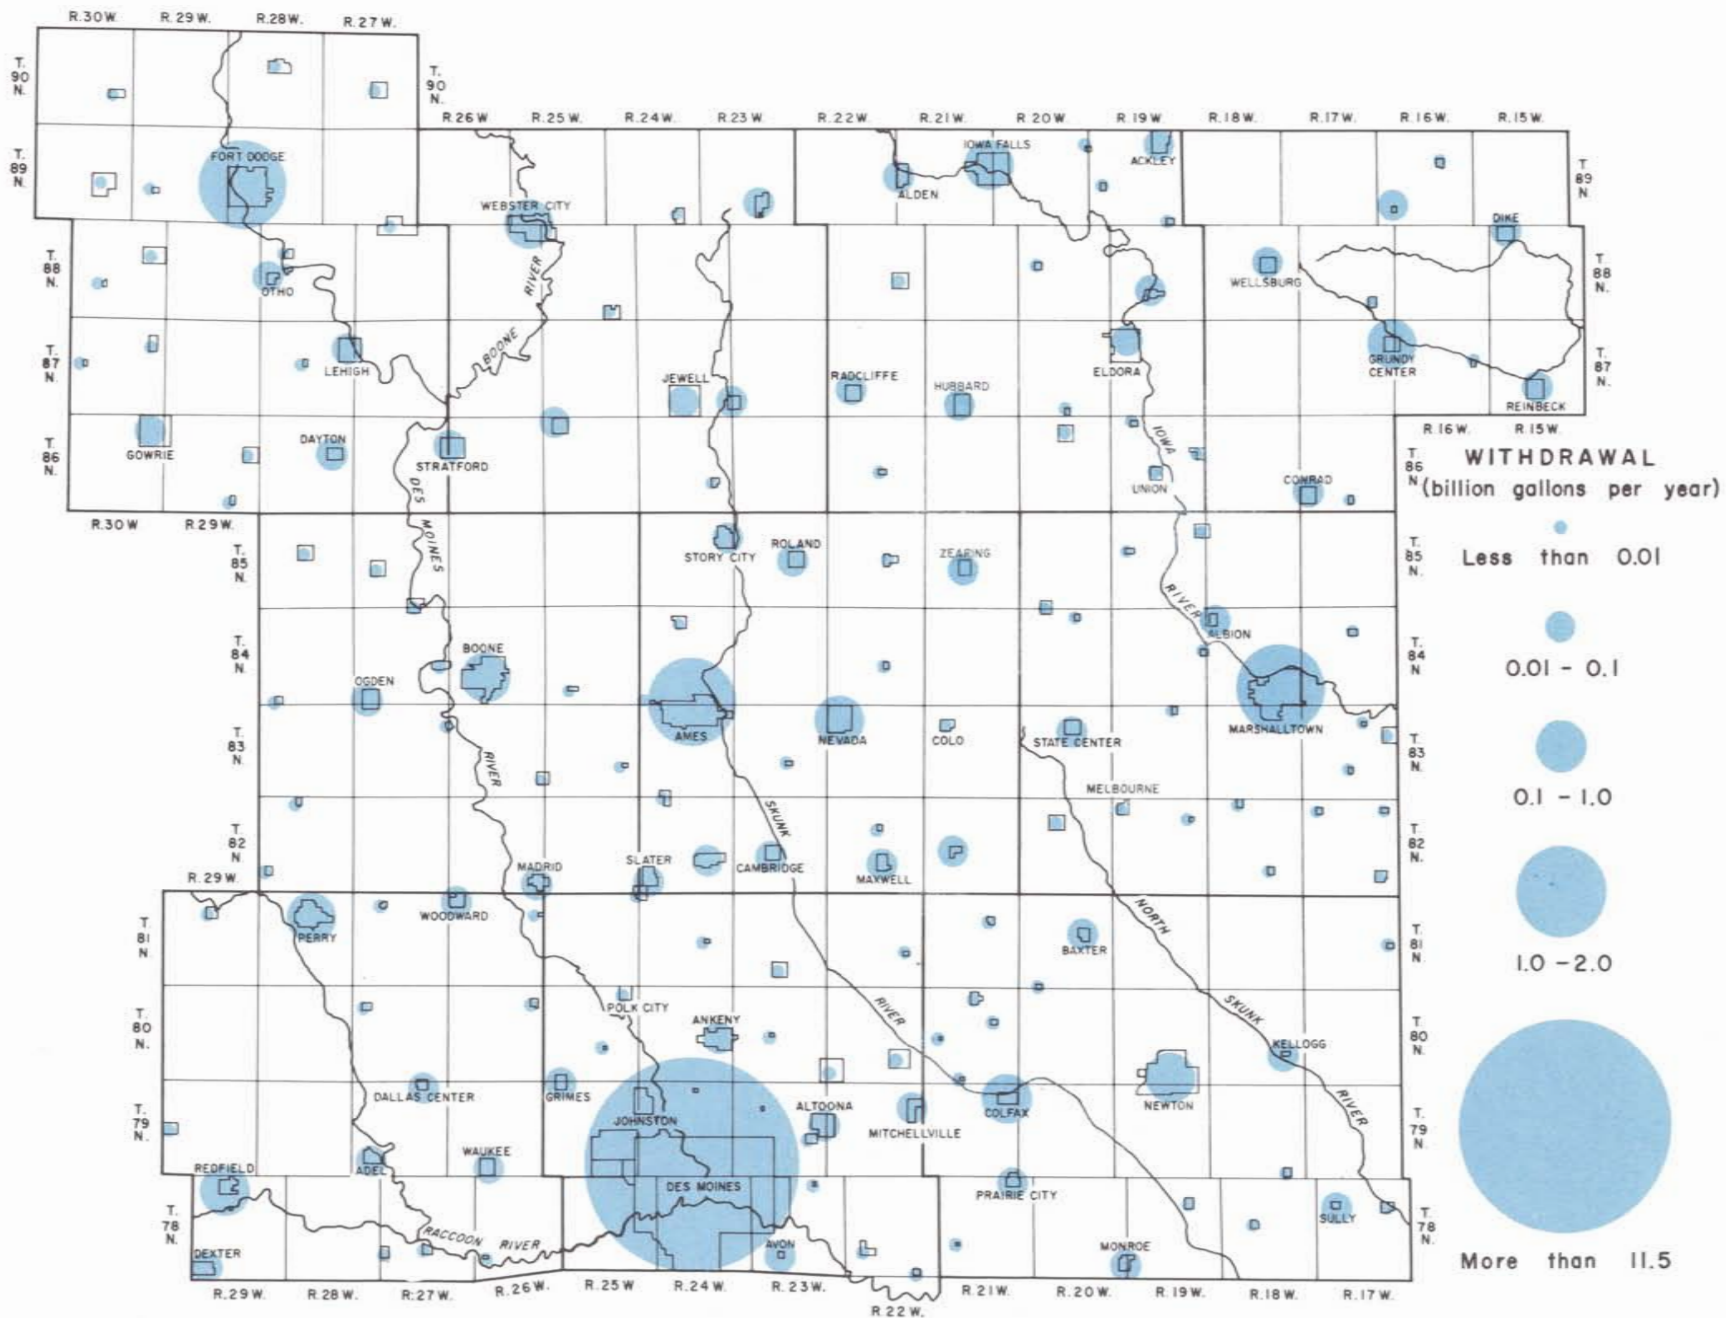 R.30W. R.29W. R.28W. R.27W.
T. 90 N.
T. 90 N.
R.26W. R.25W. R.24W. R.23W. R.22W. R.21W. R.20W. R.19W. R.18W. R.17W. R.16W. R.15W.
T. 89 N.
FORT DODGE
IOWA FALLS
ACKLEY
T. 89 N.
ALDEN
WEBSTER CITY
DIKE
T. 88 N.
OTHO
RIVER
WELLSBURG
T. 88 N.
T. 87 N.
LEHIGH
BOONE
JEWELL
RADCLIFFE
HUBBARD
ELDORA
GRUNDY
CENTER
T. 87 N.
REINBECK
R.16W. R.15W.
T. 86 N.
GOWRIE
DAYTON
STRATFORD
IOWA
UNION
CONRAD
T. 86 N
WITHDRAWAL
(billion gallons per year)
Less than 0.01
0.01 - 0.1
0.1 - 1.0
1.0 - 2.0
More than 11.5
R.30W R.29W.
DES MOINES
T. 85 N.
STORY CITY
ROLAND
ZEARING
T. 85 N.
RIVER
ALBION
T. 84 N.
BOONE
OGDEN
T. 84 N.
MARSHALLTOWN
T. 83 N.
AMES
NEVADA
COLO
STATE CENTER
T. 83 N.
RIVER
MELBOURNE
SKUNK
T. 82 N
MADRID
SLATER
CAMBRIDGE
MAXWELL
T. 82 N.
R.29W.
WOODWARD
NORTH
T. 81 N
PERRY
BAXTER
T. 81 N.
POLK CITY
RIVER
SKUNK
T. 80 N.
ANKENY
KELLOGG
T. 80 N.
DALLAS CENTER
GRIMES
JOHNSTON
ALTOONA
COLFAX
NEWTON
RIVER
T. 79 N.
MITCHELLVILLE
T. 79 N.
REDFIELD
ADEL
WAUKEE
DES MOINES
PRAIRIE CITY
T. 78 N.
SULLY
T. 78 N.
RACCOON RIVER
DEXTER
AVON
MONROE
R.29W. R.28W. R.27W. R.26W. R.25W R.24W. R.23W. R.22W. R.21W. R.20W. R.19W. R.18W. R.17W.